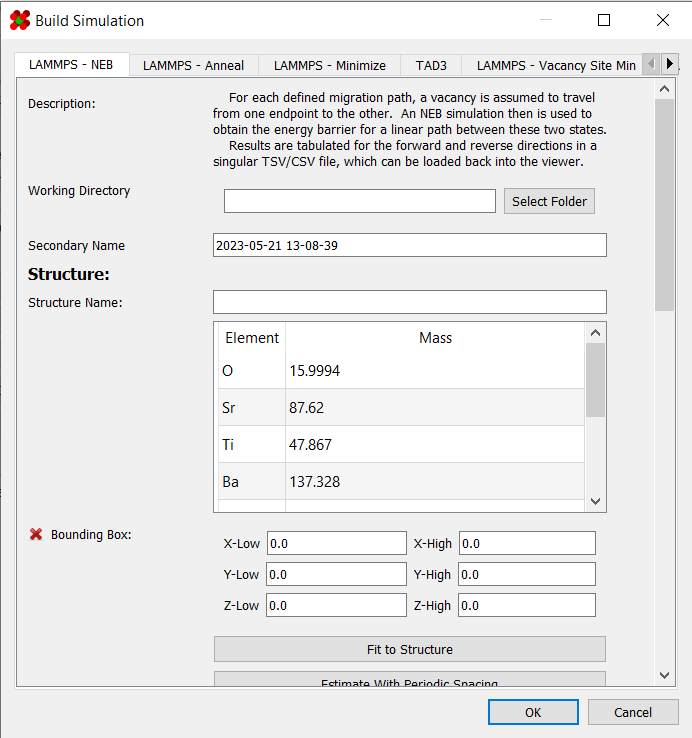 Build Simulation
LAMMPS - NEB
LAMMPS - Anneal
LAMMPS - Minimize
TAD3
LAMMPS - Vacancy Site Min
Description:
For each defined migration path, a vacancy is assumed to travel
from one endpoint to the other. An NEB simulation then is used to
obtain the energy barrier for a linear path between these two states.
Results are tabulated for the forward and reverse directions in a
singular TSV/CSV file, which can be loaded back into the viewer.
Working Directory
Select Folder
Secondary Name
2023-05-21 13-08-39
Structure:
Structure Name:
Element Mass
O 15.9994
Sr 87.62
Ti 47.867
Ba 137.328
Bounding Box:
X-Low 0.0 X-High 0.0
Y-Low 0.0 Y-High 0.0
Z-Low 0.0 Z-High 0.0
Fit to Structure
Estimate With Periodic Spacing
OK
Cancel